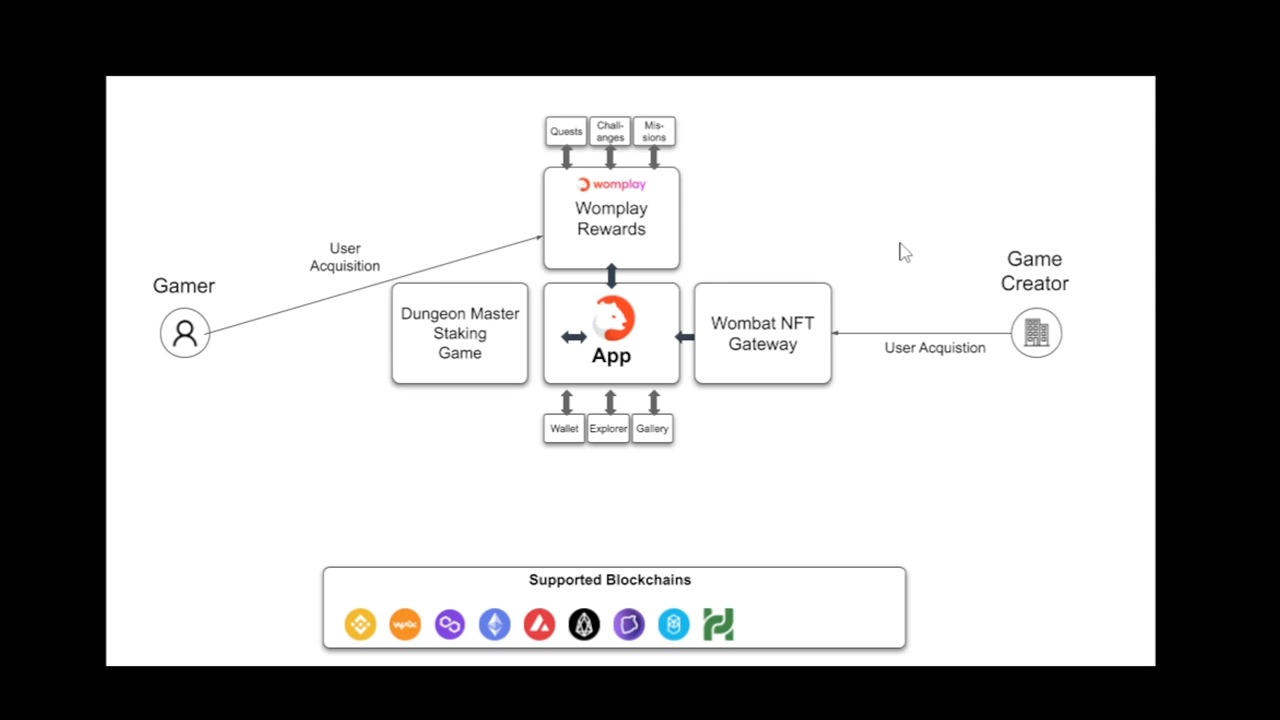 Quests
Chall-
anges
Mis-
sions
womplay
Womplay
Rewards
User
Acquisition
Gamer
Dungeon Master
Staking
Game
App
Wombat NFT
Gateway
Game
Creator
User Acquistion
Wallet
Explorer
Gallery
Supported Blockchains
wax